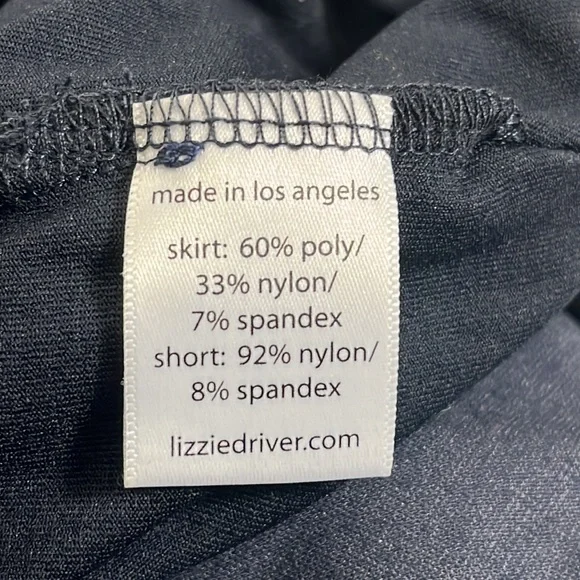 made in los angeles
skirt: 60% poly/
33% nylon/
7% spandex
short: 92% nylon/
8% spandex
lizziedriver.com